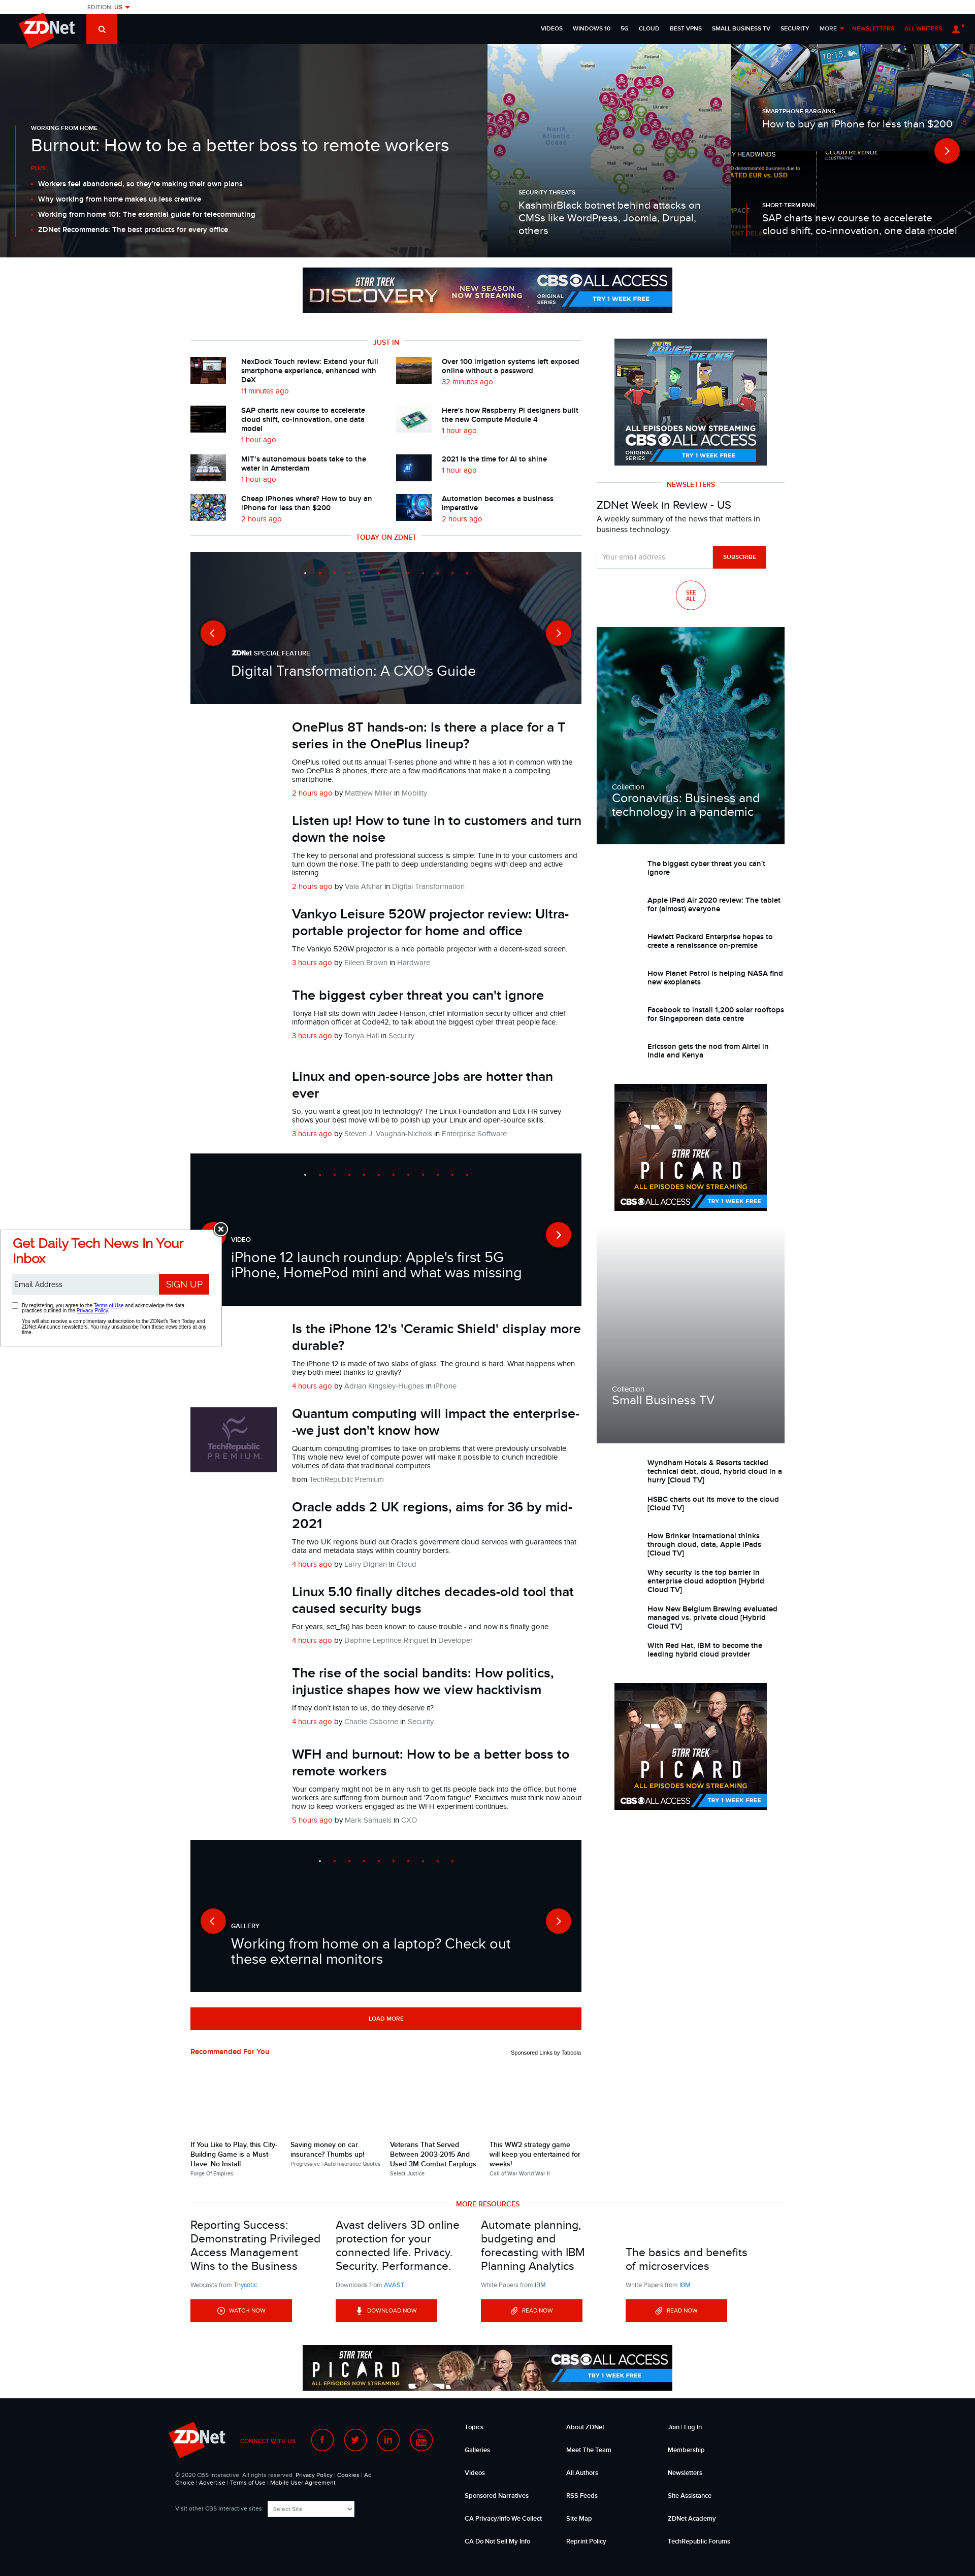 EDITION: US
ZDNet
VIDEOS WINDOWS 10 5G CLOUD BEST VPNS SMALL BUSINESS TV SECURITY MORE NEWSLETTERS ALL WRITERS
WORKING FROM HOME
Burnout: How to be a better boss to remote workers
PLUS
Workers feel abandoned, so they're making their own plans
Why working from home makes us less creative
Working from home 101: The essential guide for telecommuting
ZDNet Recommends: The best products for every office
SECURITY THREATS
KashmirBlack botnet behind attacks on
CMSs like WordPress, Joomla, Drupal,
others
SMARTPHONE BARGAINS
How to buy an iPhone for less than $200
SHORT-TERM PAIN
SAP charts new course to accelerate
cloud shift, co-innovation, one data model
STAR TREK
DISCOVERY
NEW SEASON
NOW STREAMING
CBS ALL ACCESS
ORIGINAL
SERIES
TRY 1 WEEK FREE
JUST IN
NexDock Touch review: Extend your full
smartphone experience, enhanced with
DeX
11 minutes ago
Over 100 irrigation systems left exposed
online without a password
32 minutes ago
SAP charts new course to accelerate
cloud shift, co-innovation, one data
model
1 hour ago
Here's how Raspberry Pi designers built
the new Compute Module 4
1 hour ago
MIT's autonomous boats take to the
water in Amsterdam
1 hour ago
2021 is the time for AI to shine
1 hour ago
Cheap iPhones where? How to buy an
iPhone for less than $200
2 hours ago
Automation becomes a business
imperative
2 hours ago
STAR TREK
LOWER DECKS
ALL EPISODES NOW STREAMING
CBS ALL ACCESS
ORIGINAL
SERIES
TRY 1 WEEK FREE
NEWSLETTERS
ZDNet Week in Review - US
A weekly summary of the news that matters in
business technology.
Your email address
SUBSCRIBE
SEE
ALL
TODAY ON ZDNET
ZDNet SPECIAL FEATURE
Digital Transformation: A CXO's Guide
OnePlus 8T hands-on: Is there a place for a T
series in the OnePlus lineup?
OnePlus rolled out its annual T-series phone and while it has a lot in common with the
two OnePlus 8 phones, there are a few modifications that make it a compelling
smartphone.
2 hours ago by Matthew Miller in Mobility
Listen up! How to tune in to customers and turn
down the noise
The key to personal and professional success is simple: Tune in to your customers and
turn down the noise. The path to deep understanding begins with deep and active
listening.
2 hours ago by Vala Afshar in Digital Transformation
Vankyo Leisure 520W projector review: Ultra-
portable projector for home and office
The Vankyo 520W projector is a nice portable projector with a decent-sized screen.
3 hours ago by Eileen Brown in Hardware
The biggest cyber threat you can't ignore
Tonya Hall sits down with Jadee Hanson, chief information security officer and chief
information officer at Code42, to talk about the biggest cyber threat people face.
3 hours ago by Tonya Hall in Security
Linux and open-source jobs are hotter than
ever
So, you want a great job in technology? The Linux Foundation and Edx HR survey
shows your best move will be to polish up your Linux and open-source skills.
3 hours ago by Steven J. Vaughan-Nichols in Enterprise Software
Collection
Coronavirus: Business and
technology in a pandemic
The biggest cyber threat you can't
ignore
Apple iPad Air 2020 review: The tablet
for (almost) everyone
Hewlett Packard Enterprise hopes to
create a renaissance on-premise
How Planet Patrol is helping NASA find
new exoplanets
Facebook to install 1,200 solar rooftops
for Singaporean data centre
Ericsson gets the nod from Airtel in
India and Kenya
STAR TREK
PICARD
ALL EPISODES NOW STREAMING
CBS ALL ACCESS
TRY 1 WEEK FREE
VIDEO
iPhone 12 launch roundup: Apple's first 5G
iPhone, HomePod mini and what was missing
Get Daily Tech News In Your
Inbox
Email Address
SIGN UP
By registering, you agree to the Terms of Use and acknowledge the data
practices outlined in the Privacy Policy.
You will also receive a complimentary subscription to the ZDNet's Tech Today and
ZDNet Announce newsletters. You may unsubscribe from these newsletters at any
time.
Is the iPhone 12's 'Ceramic Shield' display more
durable?
The iPhone 12 is made of two slabs of glass. The ground is hard. What happens when
they both meet thanks to gravity?
4 hours ago by Adrian Kingsley-Hughes in iPhone
TechRepublic
PREMIUM
Quantum computing will impact the enterprise-
-we just don't know how
Quantum computing promises to take on problems that were previously unsolvable.
This whole new level of compute power will make it possible to crunch incredible
volumes of data that traditional computers...
from TechRepublic Premium
Oracle adds 2 UK regions, aims for 36 by mid-
2021
The two UK regions build out Oracle's government cloud services with guarantees that
data and metadata stays within country borders.
4 hours ago by Larry Dignan in Cloud
Linux 5.10 finally ditches decades-old tool that
caused security bugs
For years, set_fs() has been known to cause trouble - and now it's finally gone.
4 hours ago by Daphne Leprince-Ringuet in Developer
The rise of the social bandits: How politics,
injustice shapes how we view hacktivism
If they don't listen to us, do they deserve it?
4 hours ago by Charlie Osborne in Security
WFH and burnout: How to be a better boss to
remote workers
Your company might not be in any rush to get its people back into the office, but home
workers are suffering from burnout and 'Zoom fatigue'. Executives must think now about
how to keep workers engaged as the WFH experiment continues.
5 hours ago by Mark Samuels in CXO
Collection
Small Business TV
Wyndham Hotels & Resorts tackled
technical debt, cloud, hybrid cloud in a
hurry [Cloud TV]
HSBC charts out its move to the cloud
[Cloud TV]
How Brinker International thinks
through cloud, data, Apple iPads
[Cloud TV]
Why security is the top barrier in
enterprise cloud adoption [Hybrid
Cloud TV]
How New Belgium Brewing evaluated
managed vs. private cloud [Hybrid
Cloud TV]
With Red Hat, IBM to become the
leading hybrid cloud provider
STAR TREK
PICARD
ALL EPISODES NOW STREAMING
CBS ALL ACCESS
TRY 1 WEEK FREE
GALLERY
Working from home on a laptop? Check out
these external monitors
LOAD MORE
Recommended For You
Sponsored Links by Taboola
If You Like to Play, this City-
Building Game is a Must-
Have. No Install.
Forge Of Empires
Saving money on car
insurance? Thumbs up!
Progressive | Auto Insurance Quotes
Veterans That Served
Between 2003-2015 And
Used 3M Combat Earplugs...
Select Justice
This WW2 strategy game
will keep you entertained for
weeks!
Call of War World War II
MORE RESOURCES
Reporting Success:
Demonstrating Privileged
Access Management
Wins to the Business
Webcasts from Thycotic
WATCH NOW
Avast delivers 3D online
protection for your
connected life. Privacy.
Security. Performance.
Downloads from AVAST
DOWNLOAD NOW
Automate planning,
budgeting and
forecasting with IBM
Planning Analytics
White Papers from IBM
READ NOW
The basics and benefits
of microservices
White Papers from IBM
READ NOW
STAR TREK
PICARD
ALL EPISODES NOW STREAMING
CBS ALL ACCESS
TRY 1 WEEK FREE
ZDNet
CONNECT WITH US
© 2020 CBS Interactive. All rights reserved. Privacy Policy | Cookies | Ad
Choice | Advertise | Terms of Use | Mobile User Agreement
Visit other CBS Interactive sites: Select Site
Topics
Galleries
Videos
Sponsored Narratives
CA Privacy/Info We Collect
CA Do Not Sell My Info
About ZDNet
Meet The Team
All Authors
RSS Feeds
Site Map
Reprint Policy
Join | Log In
Membership
Newsletters
Site Assistance
ZDNet Academy
TechRepublic Forums